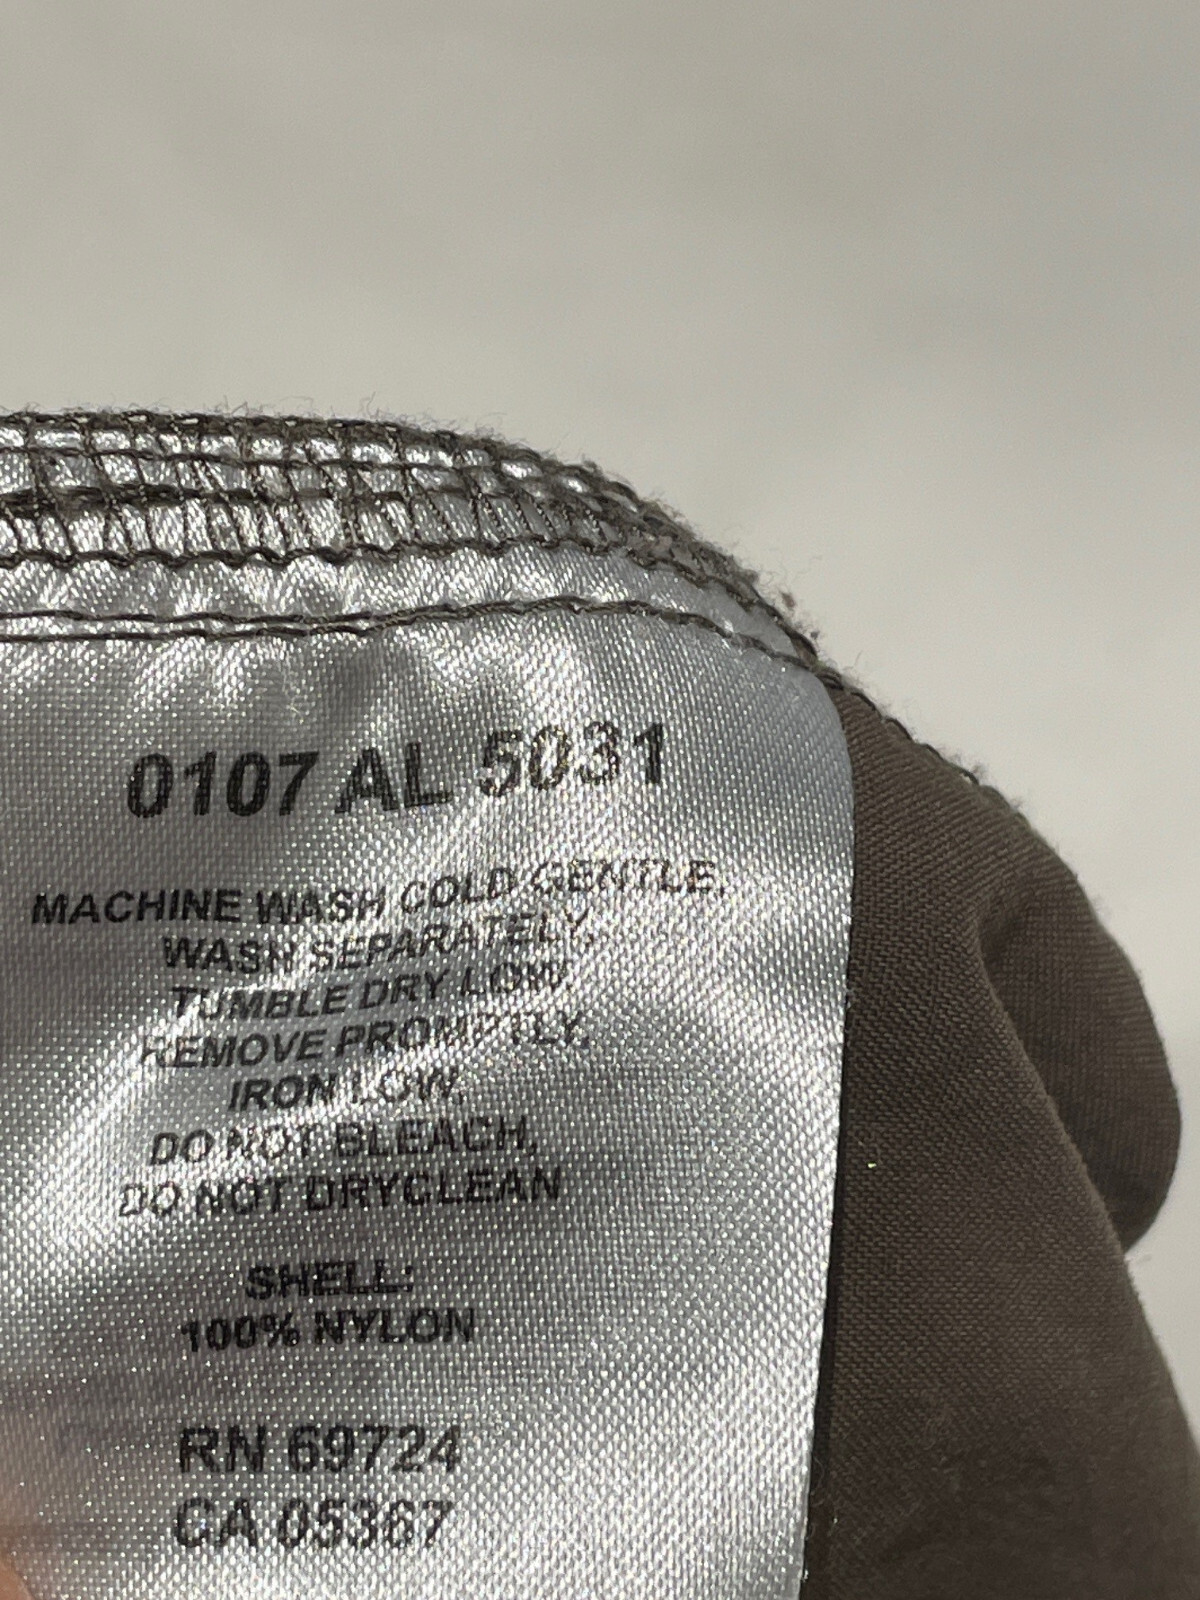 0107 AL 5031
MACHINE WASH COLD GENTLE,
WASH SEPARATELY,
TUMBLE DRY LOW,
REMOVE PROMPTLY,
IRON LOW,
DO NOT BLEACH,
DO NOT DRYCLEAN
SHELL:
100% NYLON
RN 69724
CA 05367